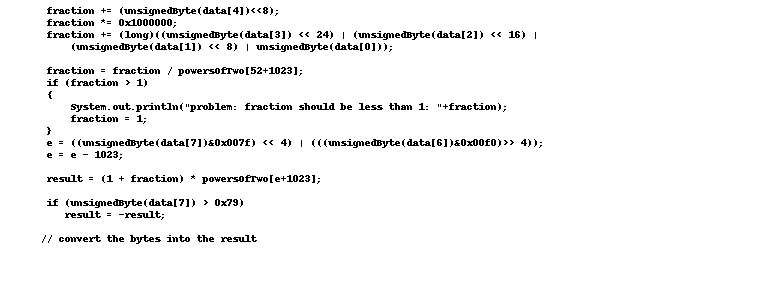 fraction += (unsignedByte(data[4])<<8);
fraction *= 0x1000000;
fraction += (long)((unsignedByte(data[3]) << 24) | (unsignedByte(data[2]) << 16) |
(unsignedByte(data[1]) << 8) | unsignedByte(data[0]));
fraction = fraction / powersOfTwo[52+1023];
if (fraction > 1)
{
System.out.println("problem: fraction should be less than 1: "+fraction);
fraction = 1;
}
e = ((unsignedByte(data[7])&0x007f) << 4) | (((unsignedByte(data[6])&0x00f0)>> 4));
e = e - 1023;
result = (1 + fraction) * powersOfTwo[e+1023];
if (unsignedByte(data[7]) > 0x79)
result = -result;
// convert the bytes into the result